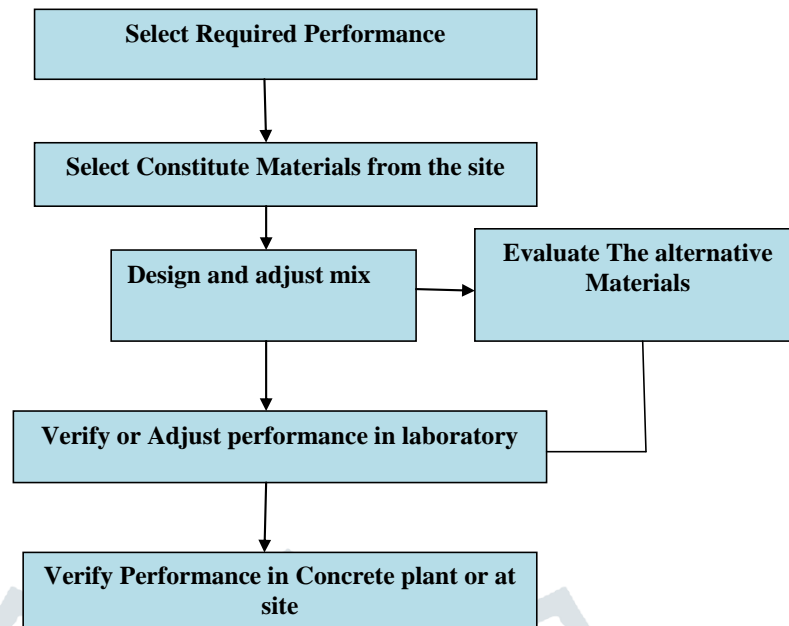 Select Required Performance
Select Constitute Materials from the site
Design and adjust mix
Evaluate The alternative
Materials
Verify or Adjust performance in laboratory
Verify Performance in Concrete plant or at
site